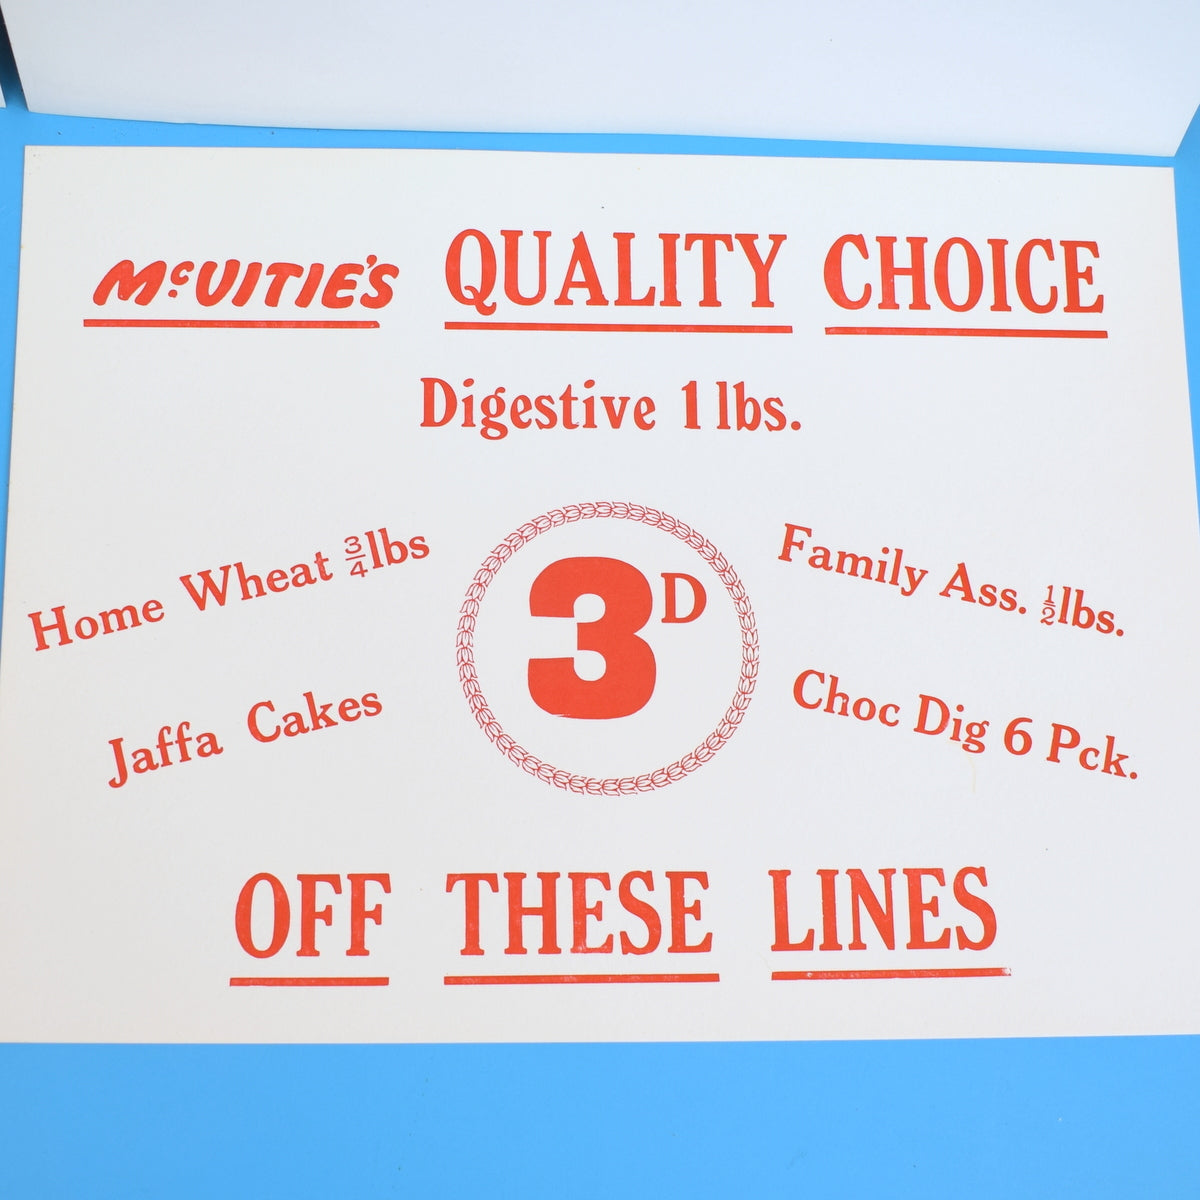 McVITIE'S QUALITY CHOICE
Digestive 1 lbs.
Home Wheat ¾lbs
Family Ass. ½lbs.
3D
Jaffa Cakes
Choc Dig 6 Pck.
OFF THESE LINES